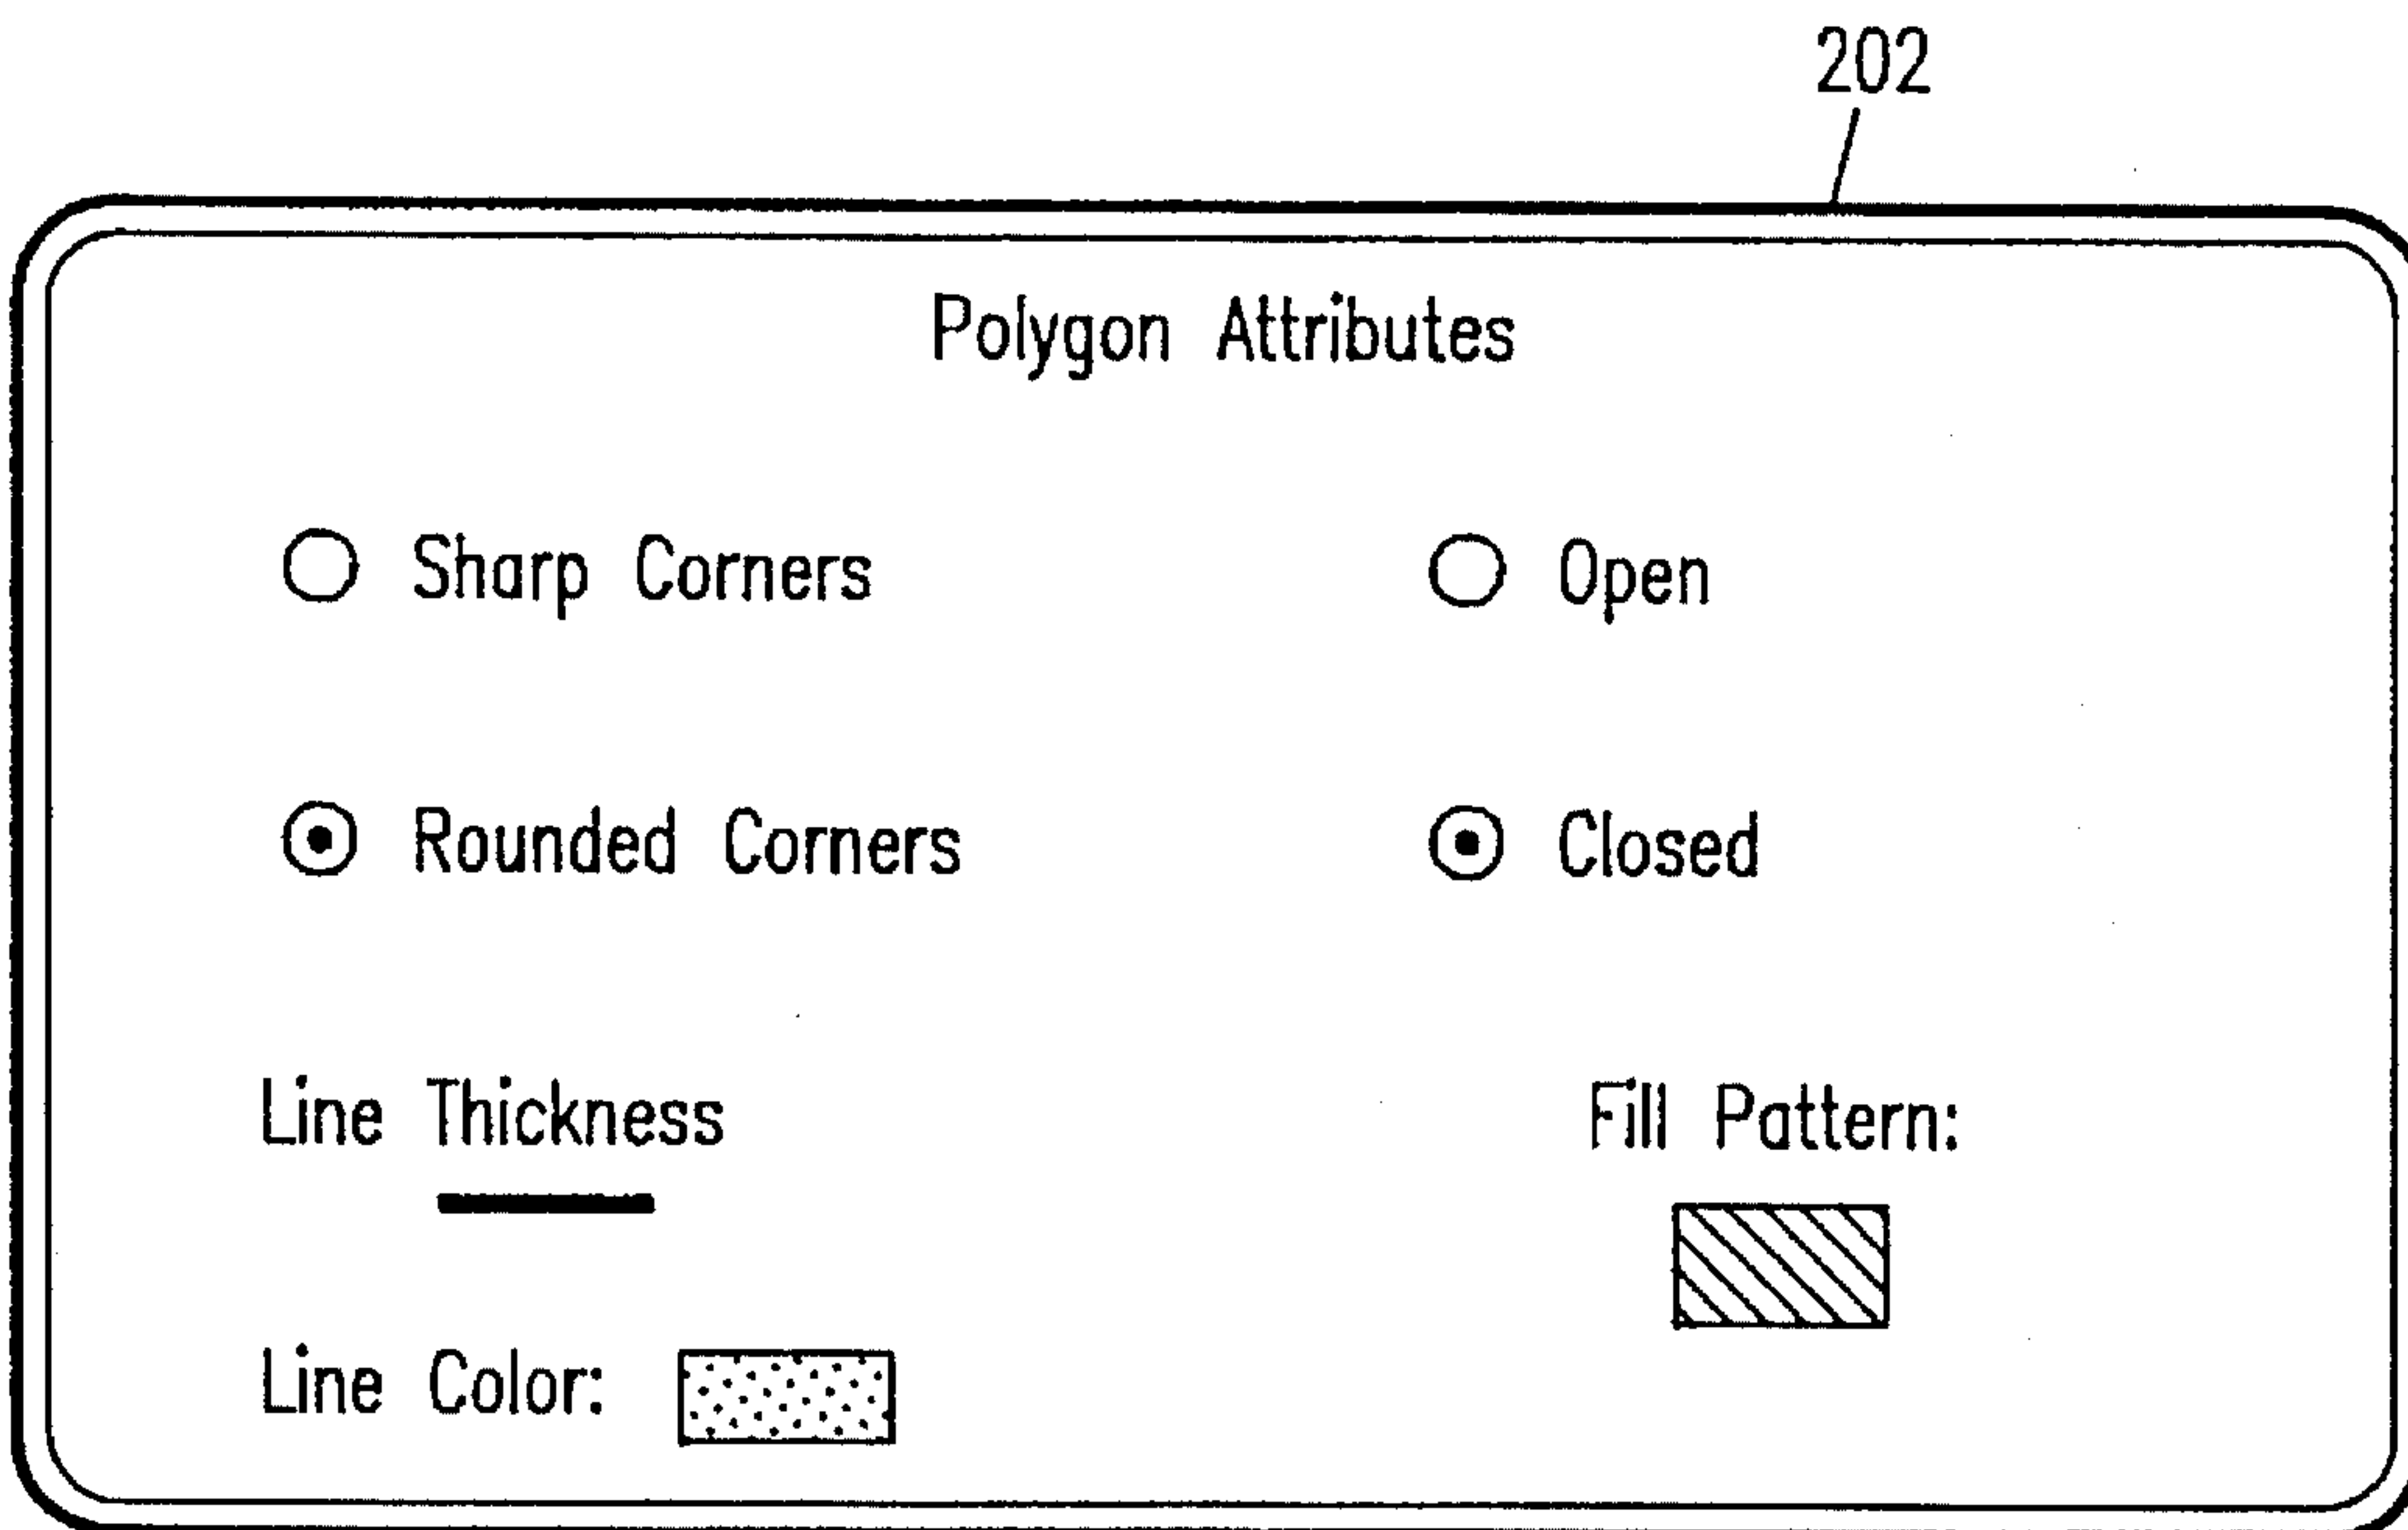 202
Polygon Attributes
Sharp Corners
Open
Rounded Corners
Closed
Line Thickness
Fill Pattern:
Line Color: